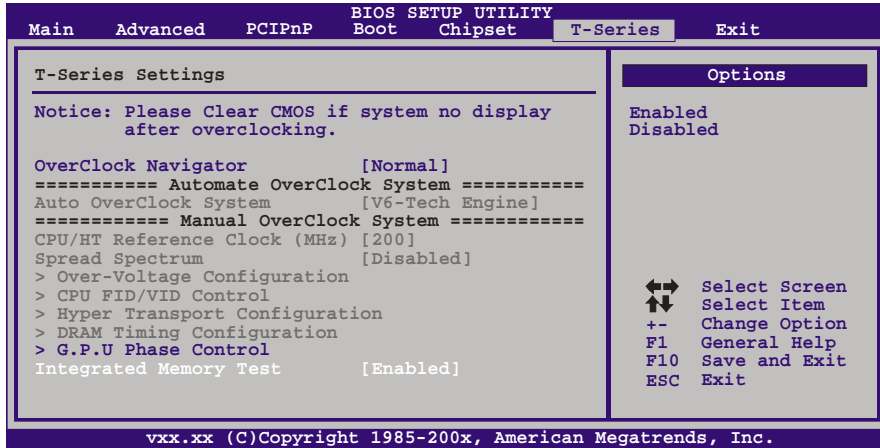 BIOS SETUP UTILITY
Main Advanced PCIPnP Boot Chipset T-Series Exit
T-Series Settings
Notice: Please Clear CMOS if system no display
after overclocking.
OverClock Navigator [Normal]
=========== Automate OverClock System ===========
Auto OverClock System [V6-Tech Engine]
============ Manual OverClock System ============
CPU/HT Reference Clock (MHz) [200]
Spread Spectrum [Disabled]
> Over-Voltage Configuration
> CPU FID/VID Control
> Hyper Transport Configuration
> DRAM Timing Configuration
> G.P.U Phase Control
Integrated Memory Test [Enabled]
Options
Enabled
Disabled
Select Screen
Select Item
+- Change Option
F1 General Help
F10 Save and Exit
ESC Exit
vxx.xx (C)Copyright 1985-200x, American Megatrends, Inc.